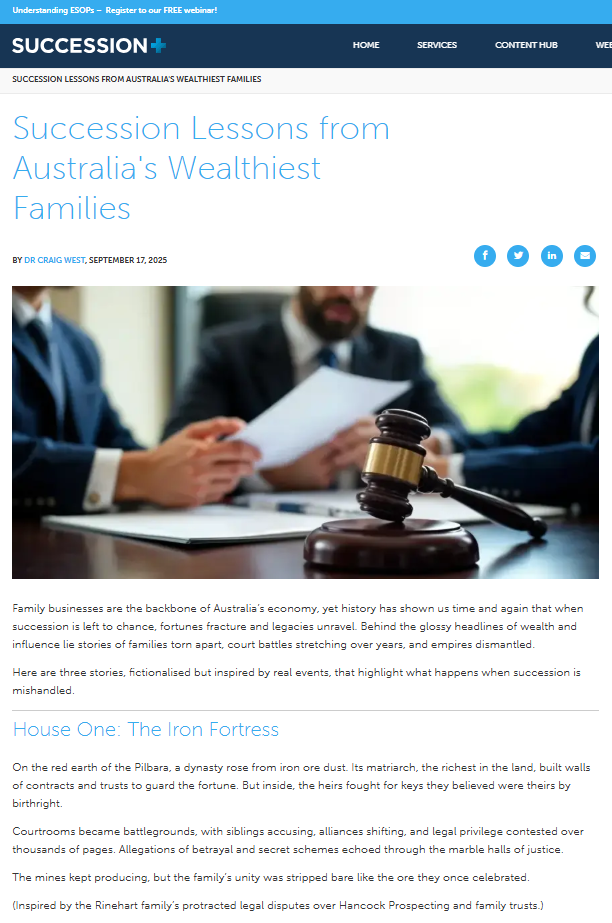 Understanding ESOPs – Register to our FREE webinar!
SUCCESSION+
HOME SERVICES CONTENT HUB
SUCCESSION LESSONS FROM AUSTRALIA'S WEALTHIEST FAMILIES
Succession Lessons from
Australia's Wealthiest
Families
BY DR CRAIG WEST, SEPTEMBER 17, 2025
Family businesses are the backbone of Australia's economy, yet history has shown us time and again that when
succession is left to chance, fortunes fracture and legacies unravel. Behind the glossy headlines of wealth and
influence lie stories of families torn apart, court battles stretching over years, and empires dismantled.
Here are three stories, fictionalised but inspired by real events, that highlight what happens when succession is
mishandled.
House One: The Iron Fortress
On the red earth of the Pilbara, a dynasty rose from iron ore dust. Its matriarch, the richest in the land, built walls
of contracts and trusts to guard the fortune. But inside, the heirs fought for keys they believed were theirs by
birthright.
Courtrooms became battlegrounds, with siblings accusing, alliances shifting, and legal privilege contested over
thousands of pages. Allegations of betrayal and secret schemes echoed through the marble halls of justice.
The mines kept producing, but the family's unity was stripped bare like the ore they once celebrated.
(Inspired by the Rinehart family's protracted legal disputes over Hancock Prospecting and family trusts.)